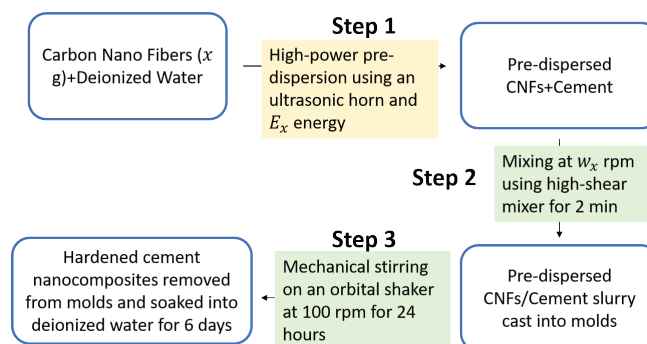 Step 1
Carbon Nano Fibers (x
g)+Deionized Water
High-power pre-
dispersion using an
ultrasonic horn and
Eₓ energy
Pre-dispersed
CNFs+Cement
Step 2
Mixing at wₓ rpm
using high-shear
mixer for 2 min
Pre-dispersed
CNFs/Cement slurry
cast into molds
Step 3
Mechanical stirring
on an orbital shaker
at 100 rpm for 24
hours
Hardened cement
nanocomposites removed
from molds and soaked into
deionized water for 6 days